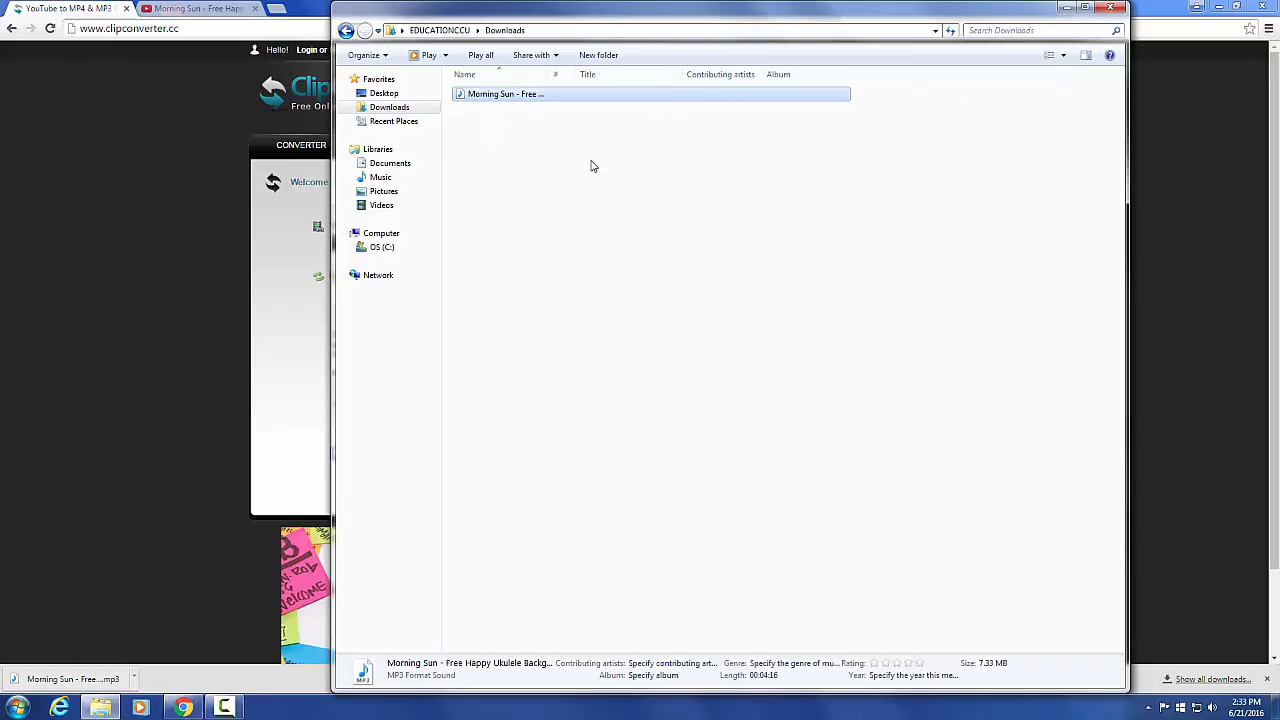 YouTube to MP4 & MP3 C
Morning Sun - Free Happ
www.clipconverter.cc
Hello! Login or
Clip
Free Onl
CONVERTER
Welcome
EDUCATIONCCU Downloads
Search Downloads
Organize Play Play all Share with New folder
Name # Title Contributing artists Album
Morning Sun - Free ...
Favorites
Desktop
Downloads
Recent Places
Libraries
Documents
Music
Pictures
Videos
Computer
OS (C:)
Network
WELCOME
Morning Sun - Free Happy Ukulele Backg... Contributing artists: Specify contributing art... Genre: Specify the genre of mu... Rating: Size: 7.33 MB
MP3
MP3 Format Sound Album: Specify album Length: 00:04:16 Year: Specify the year this me...
Morning Sun - Free....mp3
Show all downloads...
2:33 PM
6/21/2016